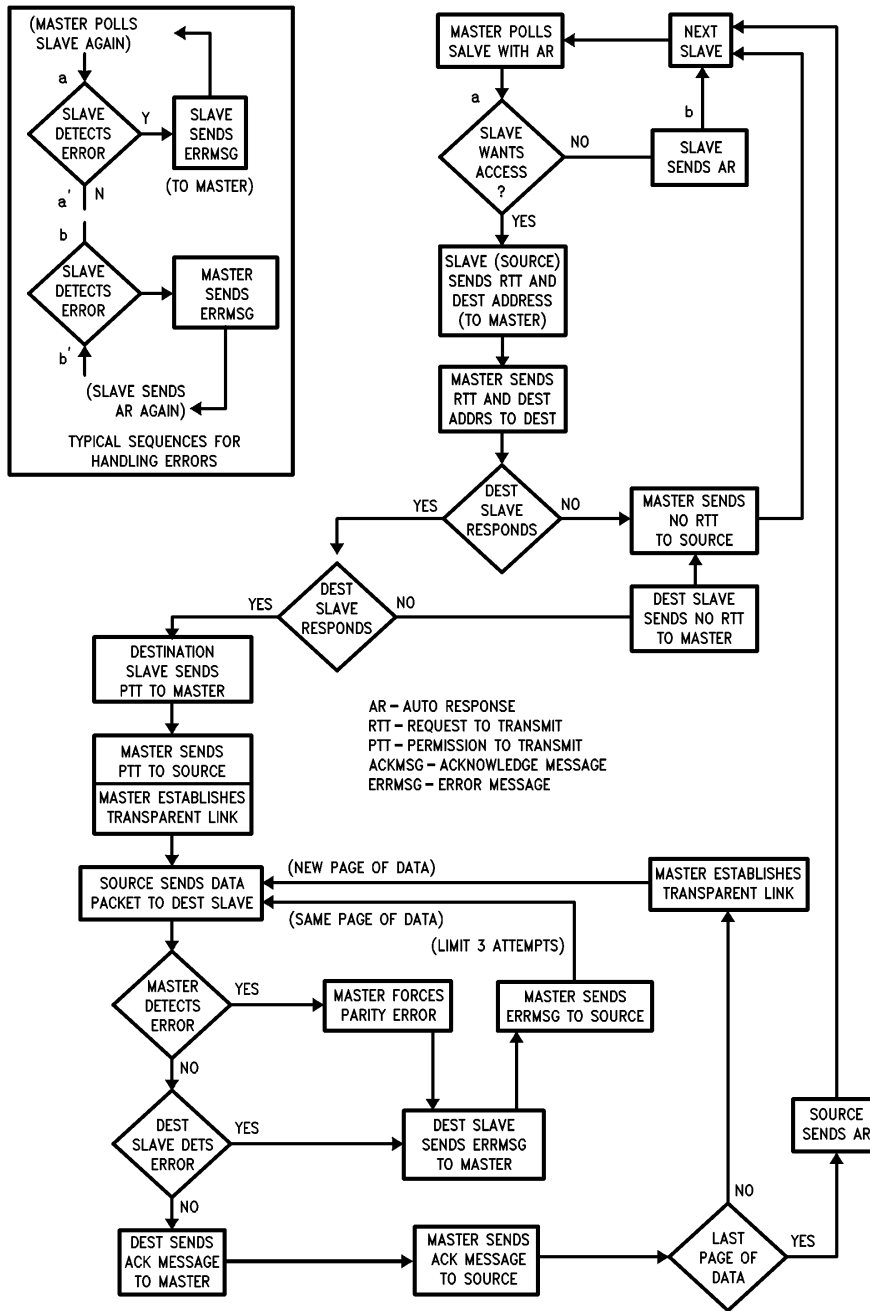 (MASTER POLLS
SLAVE AGAIN)
a
SLAVE
DETECTS
ERROR
Y
SLAVE
SENDS
ERRMSG
(TO MASTER)
a'
N
b
SLAVE
DETECTS
ERROR
MASTER
SENDS
ERRMSG
b'
(SLAVE SENDS
AR AGAIN)
TYPICAL SEQUENCES FOR
HANDLING ERRORS
MASTER POLLS
SALVE WITH AR
NEXT
SLAVE
a
SLAVE
WANTS
ACCESS
?
NO
b
SLAVE
SENDS AR
YES
SLAVE (SOURCE)
SENDS RTT AND
DEST ADDRESS
(TO MASTER)
MASTER SENDS
RTT AND DEST
ADDRS TO DEST
DEST
SLAVE
RESPONDS
YES
NO
MASTER SENDS
NO RTT
TO SOURCE
DEST
SLAVE
RESPONDS
YES
NO
DEST SLAVE
SENDS NO RTT
TO MASTER
DESTINATION
SLAVE SENDS
PTT TO MASTER
AR – AUTO RESPONSE
RTT – REQUEST TO TRANSMIT
PTT – PERMISSION TO TRANSMIT
ACKMSG – ACKNOWLEDGE MESSAGE
ERRMSG – ERROR MESSAGE
MASTER SENDS
PTT TO SOURCE
MASTER ESTABLISHES
TRANSPARENT LINK
SOURCE SENDS DATA
PACKET TO DEST SLAVE
(NEW PAGE OF DATA)
MASTER ESTABLISHES
TRANSPARENT LINK
(SAME PAGE OF DATA)
(LIMIT 3 ATTEMPTS)
MASTER
DETECTS
ERROR
YES
MASTER FORCES
PARITY ERROR
MASTER SENDS
ERRMSG TO SOURCE
NO
DEST
SLAVE DETS
ERROR
YES
DEST SLAVE
SENDS ERRMSG
TO MASTER
SOURCE
SENDS AR
NO
DEST SENDS
ACK MESSAGE
TO MASTER
MASTER SENDS
ACK MESSAGE
TO SOURCE
NO
LAST
PAGE OF
DATA
YES